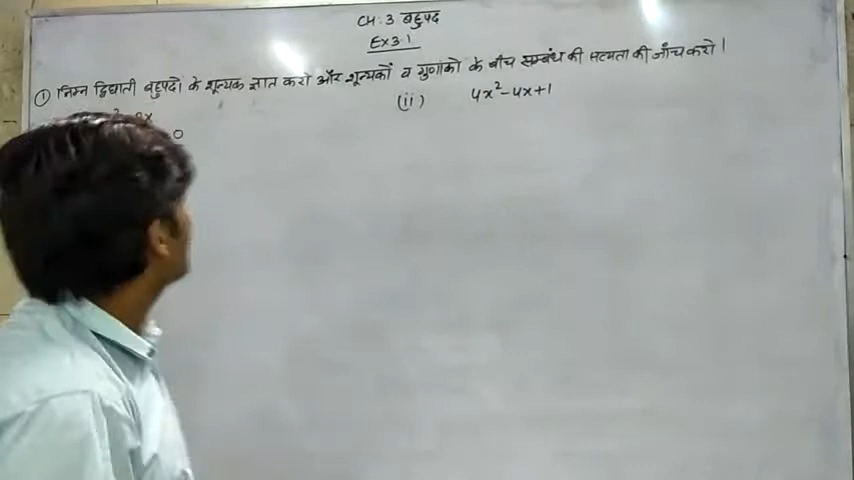 CH: 3 बहुपद
Ex 3.1
① निम्न द्विघाती बहुपदों के शून्यक ज्ञात करो और शून्यकों व गुणांको के बीच सम्बंध की सत्यता की जाँच करो।
(ii) 4x²-4x+1
0